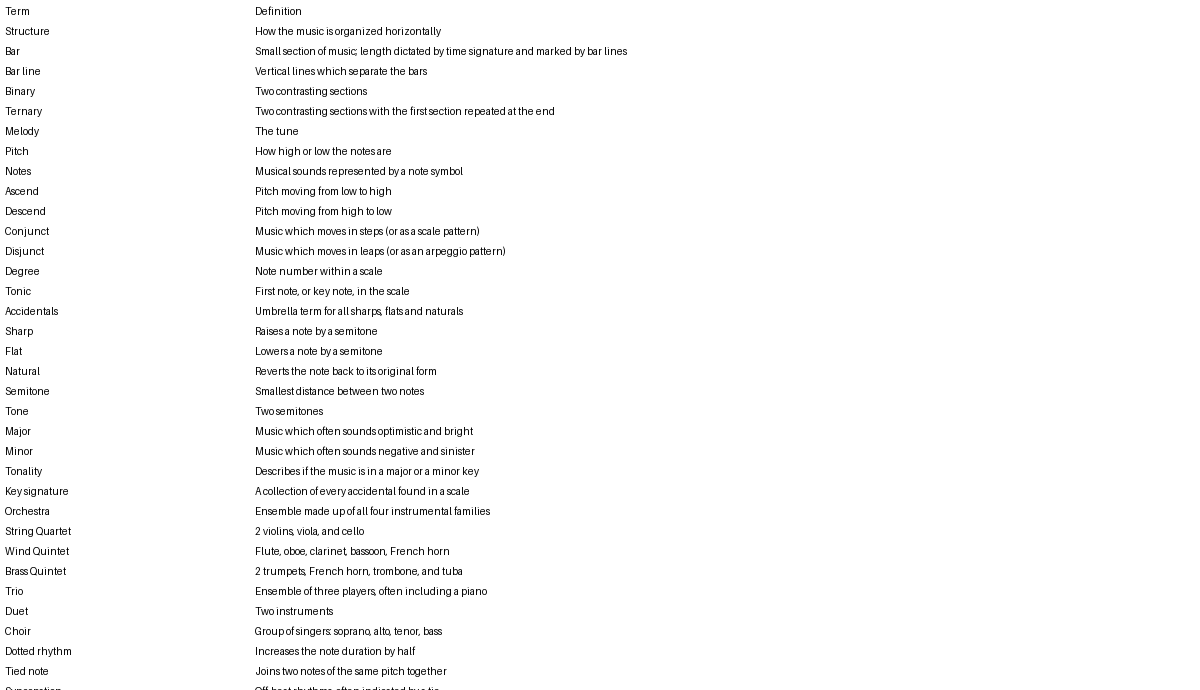 Term Definition
Structure How the music is organized horizontally
Bar Small section of music; length dictated by time signature and marked by bar lines
Bar line Vertical lines which separate the bars
Binary Two contrasting sections
Ternary Two contrasting sections with the first section repeated at the end
Melody The tune
Pitch How high or low the notes are
Notes Musical sounds represented by a note symbol
Ascend Pitch moving from low to high
Descend Pitch moving from high to low
Conjunct Music which moves in steps (or as a scale pattern)
Disjunct Music which moves in leaps (or as an arpeggio pattern)
Degree Note number within a scale
Tonic First note, or key note, in the scale
Accidentals Umbrella term for all sharps, flats and naturals
Sharp Raises a note by a semitone
Flat Lowers a note by a semitone
Natural Reverts the note back to its original form
Semitone Smallest distance between two notes
Tone Two semitones
Major Music which often sounds optimistic and bright
Minor Music which often sounds negative and sinister
Tonality Describes if the music is in a major or a minor key
Key signature A collection of every accidental found in a scale
Orchestra Ensemble made up of all four instrumental families
String Quartet 2 violins, viola, and cello
Wind Quintet Flute, oboe, clarinet, bassoon, French horn
Brass Quintet 2 trumpets, French horn, trombone, and tuba
Trio Ensemble of three players, often including a piano
Duet Two instruments
Choir Group of singers: soprano, alto, tenor, bass
Dotted rhythm Increases the note duration by half
Tied note Joins two notes of the same pitch together